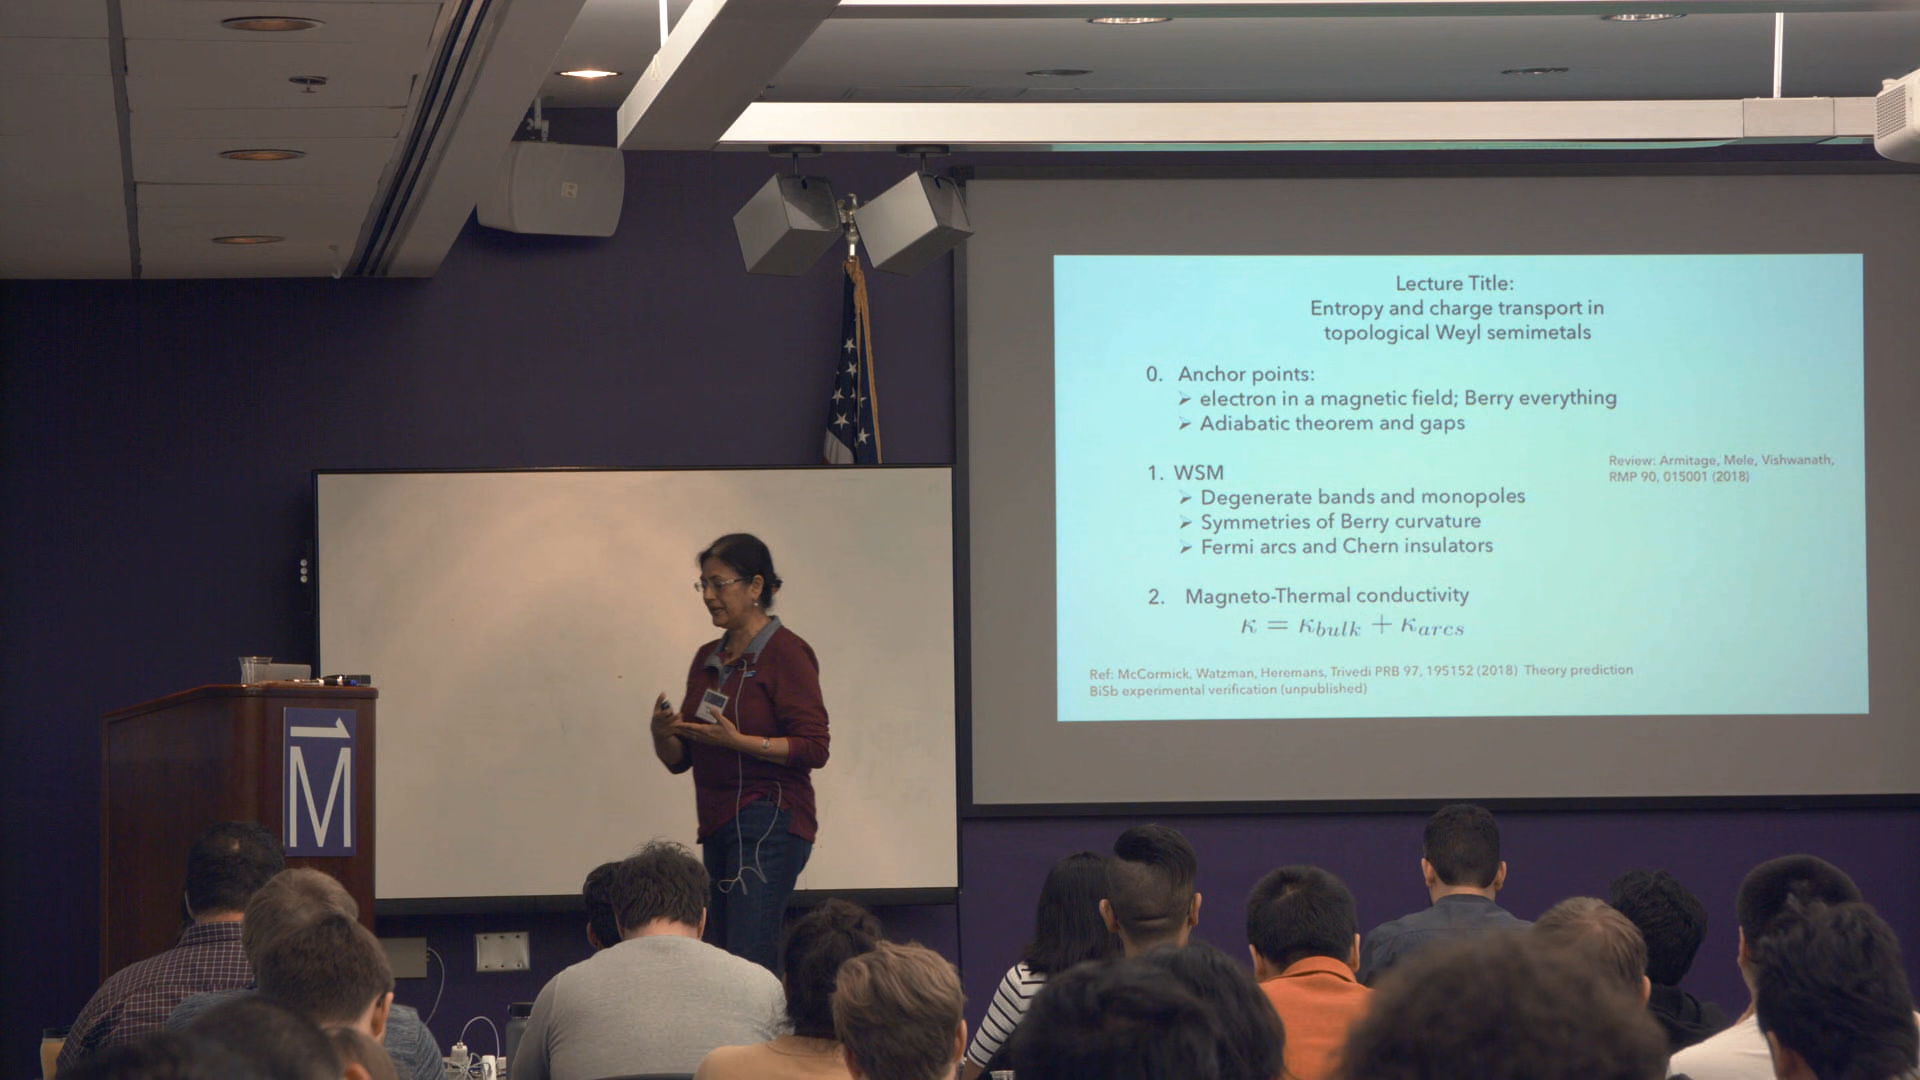 Lecture Title:
Entropy and charge transport in
topological Weyl semimetals
0. Anchor points:
➢ electron in a magnetic field; Berry everything
➢ Adiabatic theorem and gaps
1. WSM
➢ Degenerate bands and monopoles
➢ Symmetries of Berry curvature
➢ Fermi arcs and Chern insulators
Review: Armitage, Mele, Vishwanath,
RMP 90, 015001 (2018)
2. Magneto-Thermal conductivity
κ = κ_bulk + κ_arcs
Ref: McCormick, Watzman, Heremans, Trivedi PRB 97, 195152 (2018) Theory prediction
BiSb experimental verification (unpublished)
1
M